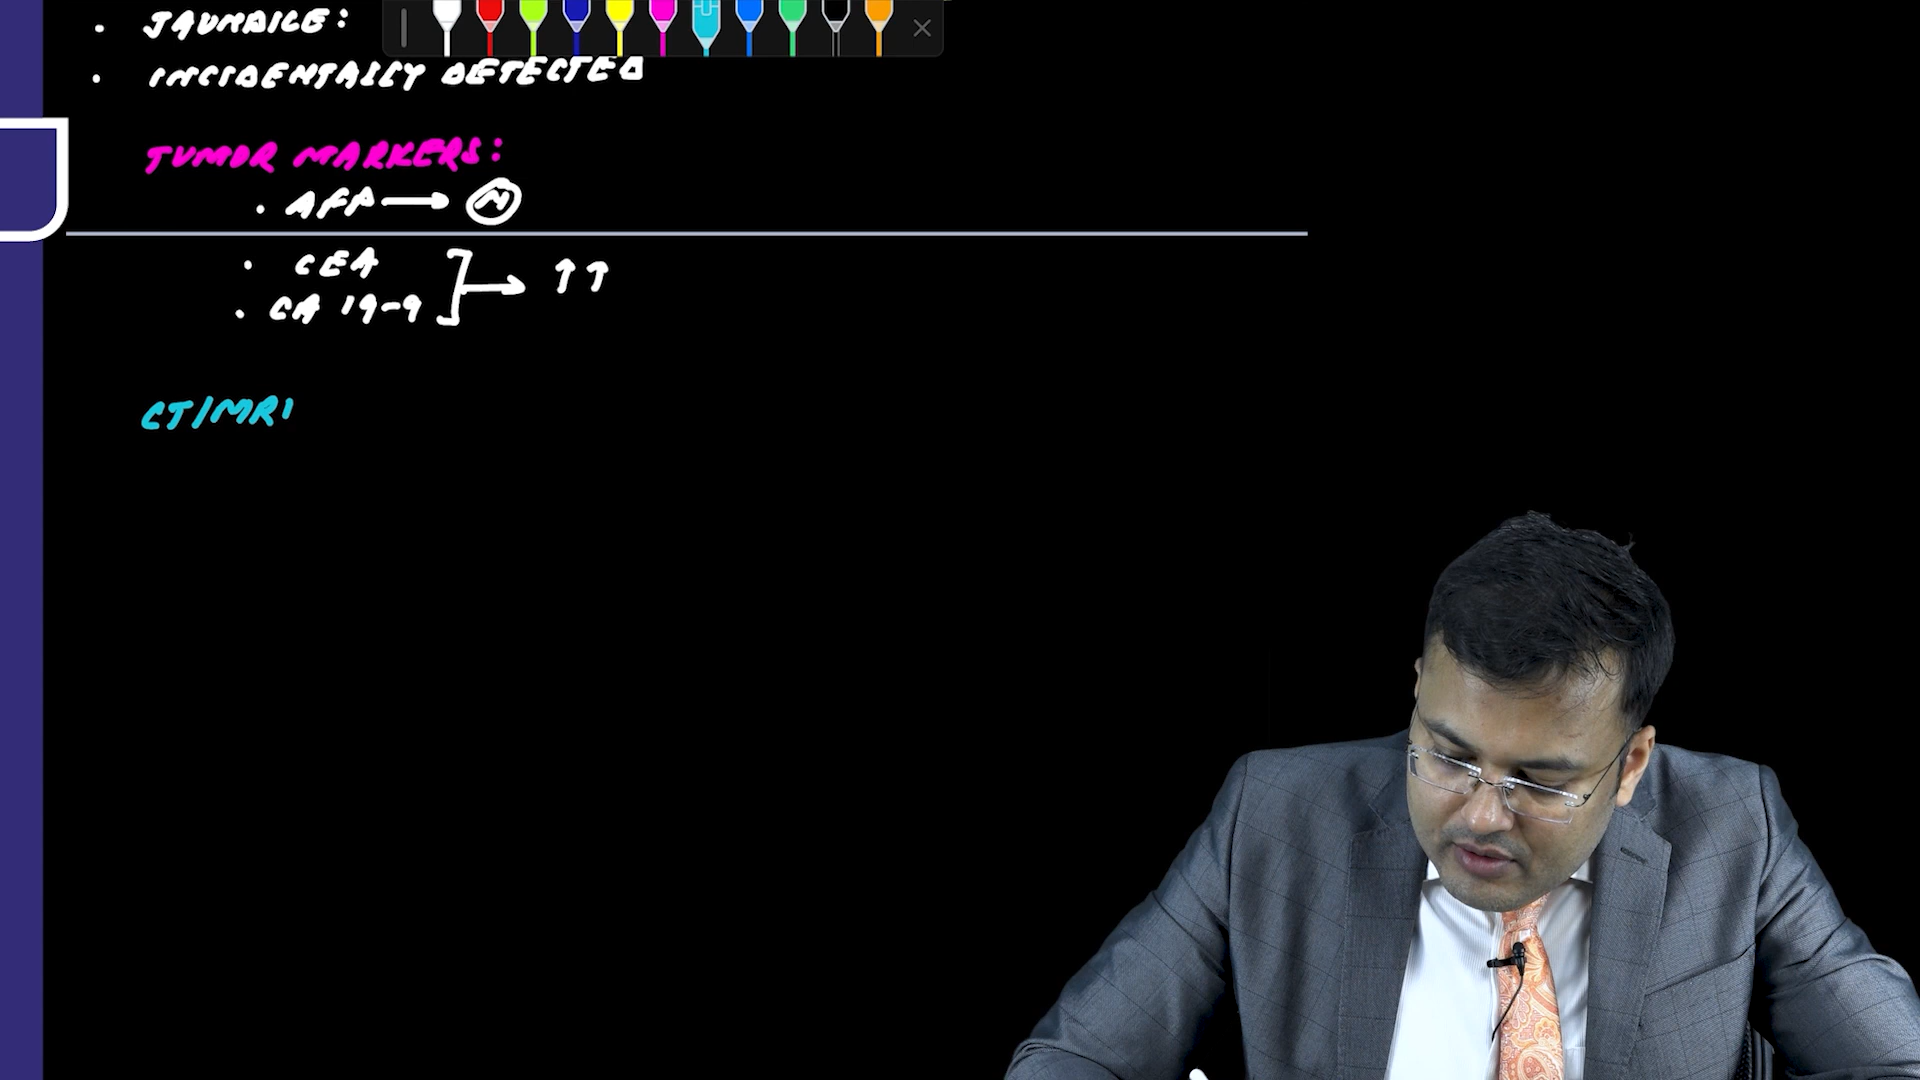 • JAUNDICE:
• INCIDENTALLY DETECTED
TUMOR MARKERS:
• AFP → N
• CEA
• CA 19-9 ] → ↑↑
CT/MRI